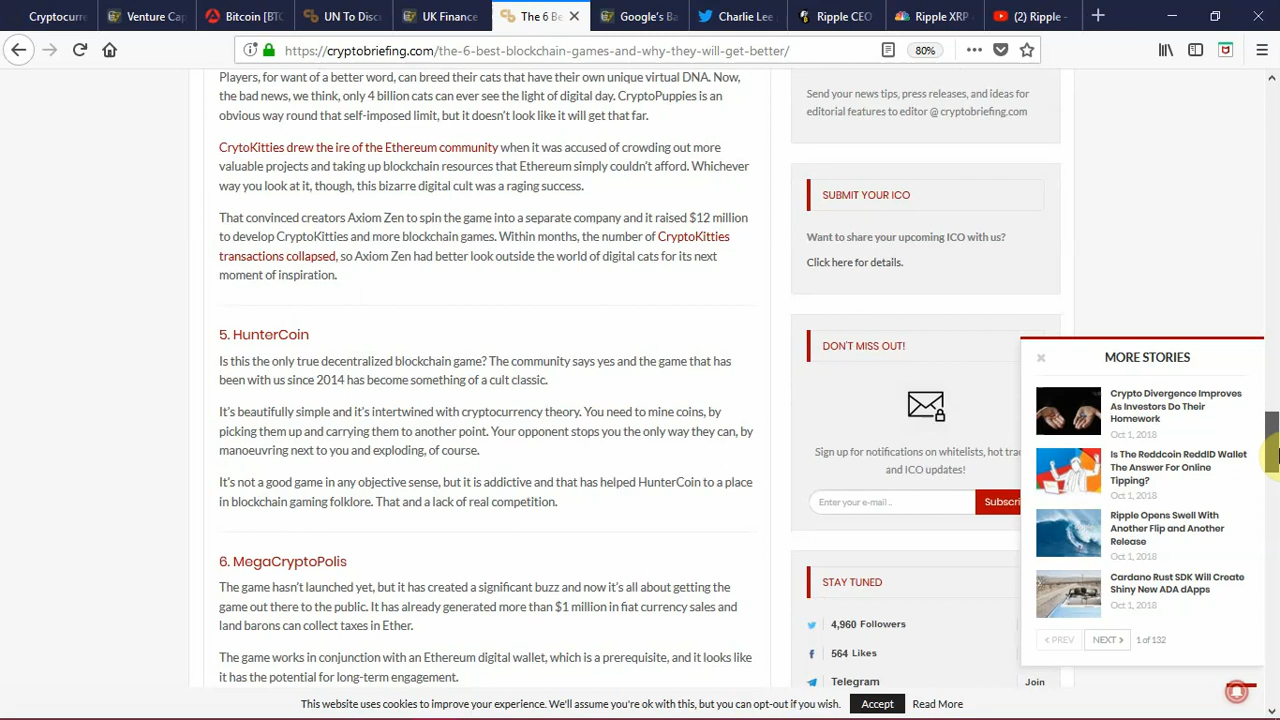 Cryptocurre
Venture Cap
Bitcoin [BTC
UN To Disco
UK Finance
The 6 Be
Google's Ba
Charlie Lee
Ripple CEO
Ripple XRP
(2) Ripple -
https://cryptobriefing.com/the-6-best-blockchain-games-and-why-they-will-get-better/
80%
Players, for want of a better word, can breed their cats that have their own unique virtual DNA. Now,
the bad news, we think, only 4 billion cats can ever see the light of digital day. CryptoPuppies is an
obvious way round that self-imposed limit, but it doesn't look like it will get that far.
CrytoKitties drew the ire of the Ethereum community when it was accused of crowding out more
valuable projects and taking up blockchain resources that Ethereum simply couldn't afford. Whichever
way you look at it, though, this bizarre digital cult was a raging success.
That convinced creators Axiom Zen to spin the game into a separate company and it raised $12 million
to develop CryptoKitties and more blockchain games. Within months, the number of CryptoKitties
transactions collapsed, so Axiom Zen had better look outside the world of digital cats for its next
moment of inspiration.
5. HunterCoin
Is this the only true decentralized blockchain game? The community says yes and the game that has
been with us since 2014 has become something of a cult classic.
It's beautifully simple and it's intertwined with cryptocurrency theory. You need to mine coins, by
picking them up and carrying them to another point. Your opponent stops you the only way they can, by
manoeuvring next to you and exploding, of course.
It's not a good game in any objective sense, but it is addictive and that has helped HunterCoin to a place
in blockchain gaming folklore. That and a lack of real competition.
6. MegaCryptoPolis
The game hasn't launched yet, but it has created a significant buzz and now it's all about getting the
game out there to the public. It has already generated more than $1 million in fiat currency sales and
land barons can collect taxes in Ether.
The game works in conjunction with an Ethereum digital wallet, which is a prerequisite, and it looks like
it has the potential for long-term engagement.
Send your news tips, press releases, and ideas for
editorial features to editor @ cryptobriefing.com
SUBMIT YOUR ICO
Want to share your upcoming ICO with us?
Click here for details.
DON'T MISS OUT!
Sign up for notifications on whitelists, hot tra
and ICO updates!
Enter your e-mail ..
Subscri
STAY TUNED
4,960 Followers
564 Likes
Telegram
Join
MORE STORIES
Crypto Divergence Improves
As Investors Do Their
Homework
Oct 1, 2018
Is The Reddcoin ReddID Wallet
The Answer For Online
Tipping?
Oct 1, 2018
Ripple Opens Swell With
Another Flip and Another
Release
Oct 1, 2018
Cardano Rust SDK Will Create
Shiny New ADA dApps
Oct 1, 2018
PREV
NEXT
1 of 132
This website uses cookies to improve your experience. We'll assume you're ok with this, but you can opt-out if you wish.
Accept
Read More